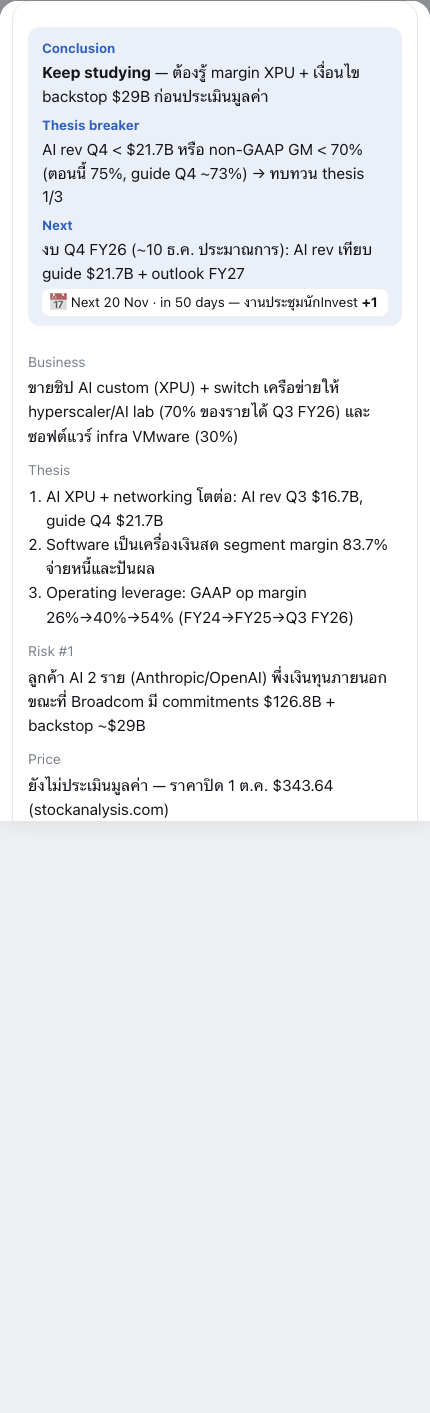 Conclusion
Keep studying — ต้องรู้ margin XPU + เงื่อนไข
backstop $29B ก่อนประเมินมูลค่า
Thesis breaker
AI rev Q4 < $21.7B หรือ non-GAAP GM < 70%
(ตอนนี้ 75%, guide Q4 ~73%) → ทบทวน thesis
1/3
Next
งบ Q4 FY26 (~10 ธ.ค. ประมาณการ): AI rev เทียบ
guide $21.7B + outlook FY27
📅 Next 20 Nov · in 50 days — งานประชุมนักInvest +1
Business
ขายชิป AI custom (XPU) + switch เครือข่ายให้
hyperscaler/AI lab (70% ของรายได้ Q3 FY26) และ
ซอฟต์แวร์ infra VMware (30%)
Thesis
1. AI XPU + networking โตต่อ: AI rev Q3 $16.7B,
guide Q4 $21.7B
2. Software เป็นเครื่องเงินสด segment margin 83.7%
จ่ายหนี้และปันผล
3. Operating leverage: GAAP op margin
26%→40%→54% (FY24→FY25→Q3 FY26)
Risk #1
ลูกค้า AI 2 ราย (Anthropic/OpenAI) พึ่งเงินทุนภายนอก
ขณะที่ Broadcom มี commitments $126.8B +
backstop ~$29B
Price
ยังไม่ประเมินมูลค่า — ราคาปิด 1 ต.ค. $343.64
(stockanalysis.com)